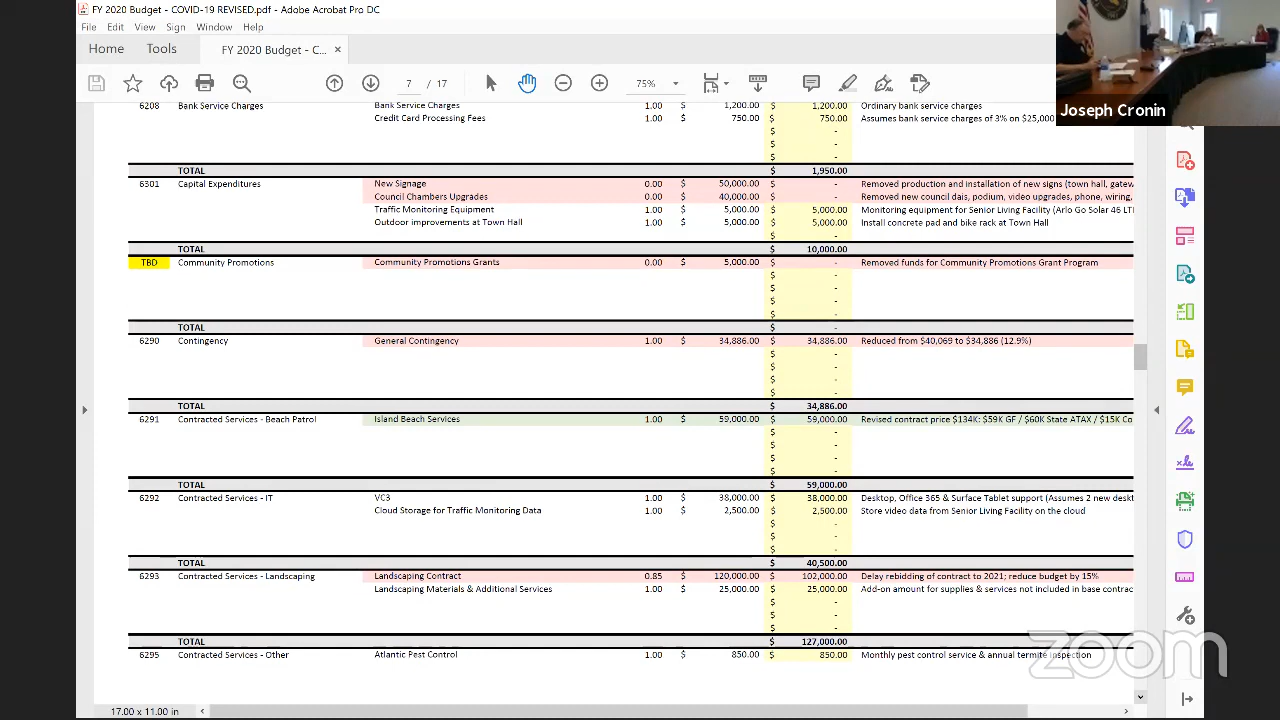 FY 2020 Budget - COVID-19 REVISED.pdf - Adobe Acrobat Pro DC
File Edit View Sign Window Help
Home Tools FY 2020 Budget - C... ×
7 / 17 75%
Joseph Cronin
6208 Bank Service Charges Bank Service Charges 1.00 $ 1,200.00 $ 1,200.00 Ordinary bank service charges
Credit Card Processing Fees 1.00 $ 750.00 $ 750.00 Assumes bank service charges of 3% on $25,000
$ -
$ -
$ -
TOTAL $ 1,950.00
6301 Capital Expenditures New Signage 0.00 $ 50,000.00 $ - Removed production and installation of new signs (town hall, gatew
Council Chambers Upgrades 0.00 $ 40,000.00 $ - Removed new council dais, podium, video upgrades, phone, wiring,
Traffic Monitoring Equipment 1.00 $ 5,000.00 $ 5,000.00 Monitoring equipment for Senior Living Facility (Arlo Go Solar 46 LTI
Outdoor improvements at Town Hall 1.00 $ 5,000.00 $ 5,000.00 Install concrete pad and bike rack at Town Hall
$ -
TOTAL $ 10,000.00
TBD Community Promotions Community Promotions Grants 0.00 $ 5,000.00 $ - Removed funds for Community Promotions Grant Program
$ -
$ -
$ -
$ -
TOTAL $ -
6290 Contingency General Contingency 1.00 $ 34,886.00 $ 34,886.00 Reduced from $40,069 to $34,886 (12.9%)
$ -
$ -
$ -
$ -
TOTAL $ 34,886.00
6291 Contracted Services - Beach Patrol Island Beach Services 1.00 $ 59,000.00 $ 59,000.00 Revised contract price $134K: $59K GF / $60K State ATAX / $15K Co
$ -
$ -
$ -
$ -
TOTAL $ 59,000.00
6292 Contracted Services - IT VC3 1.00 $ 38,000.00 $ 38,000.00 Desktop, Office 365 & Surface Tablet support (Assumes 2 new deskt
Cloud Storage for Traffic Monitoring Data 1.00 $ 2,500.00 $ 2,500.00 Store video data from Senior Living Facility on the cloud
$ -
$ -
$ -
TOTAL $ 40,500.00
6293 Contracted Services - Landscaping Landscaping Contract 0.85 $ 120,000.00 $ 102,000.00 Delay rebidding of contract to 2021; reduce budget by 15%
Landscaping Materials & Additional Services 1.00 $ 25,000.00 $ 25,000.00 Add-on amount for supplies & services not included in base contrac
$ -
$ -
$ -
TOTAL $ 127,000.00
6295 Contracted Services - Other Atlantic Pest Control 1.00 $ 850.00 $ 850.00 Monthly pest control service & annual termite inspection
zoom
17.00 x 11.00 in